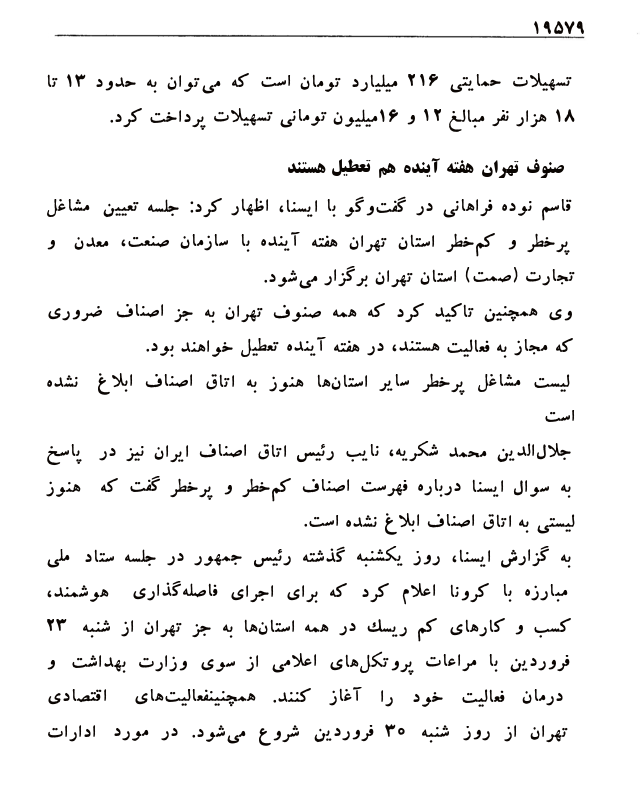 ۱۹۵۷۹
تسهیلات حمایتی ۲۱۶ میلیارد تومان است که می‌توان به حدود ۱۳ تا
۱۸ هزار نفر مبالغ ۱۲ و ۱۶میلیون تومانی تسهیلات پرداخت کرد.
صنوف تهران هفته آینده هم تعطیل هستند
قاسم نوده فراهانی در گفت‌وگو با ایسنا، اظهار کرد: جلسه تعیین مشاغل
پرخطر و کم‌خطر استان تهران هفته آینده با سازمان صنعت، معدن و
تجارت (صمت) استان تهران برگزار می‌شود.
وی همچنین تاکید کرد که همه صنوف تهران به جز اصناف ضروری
که مجاز به فعالیت هستند، در هفته آینده تعطیل خواهند بود.
لیست مشاغل پرخطر سایر استان‌ها هنوز به اتاق اصناف ابلاغ نشده
است
جلال‌الدین محمد شکریه، نایب رئیس اتاق اصناف ایران نیز در پاسخ
به سوال ایسنا درباره فهرست اصناف کم‌خطر و پرخطر گفت که هنوز
لیستی به اتاق اصناف ابلاغ نشده است.
به گزارش ایسنا، روز یکشنبه گذشته رئیس جمهور در جلسه ستاد ملی
مبارزه با کرونا اعلام کرد که برای اجرای فاصله‌گذاری هوشمند،
کسب و کارهای کم ریسك در همه استان‌ها به جز تهران از شنبه ۲۳
فروردین با مراعات پروتکل‌های اعلامی از سوی وزارت بهداشت و
درمان فعالیت خود را آغاز کنند. همچنینفعالیت‌های اقتصادی
تهران از روز شنبه ۳۰ فروردین شروع می‌شود. در مورد ادارات